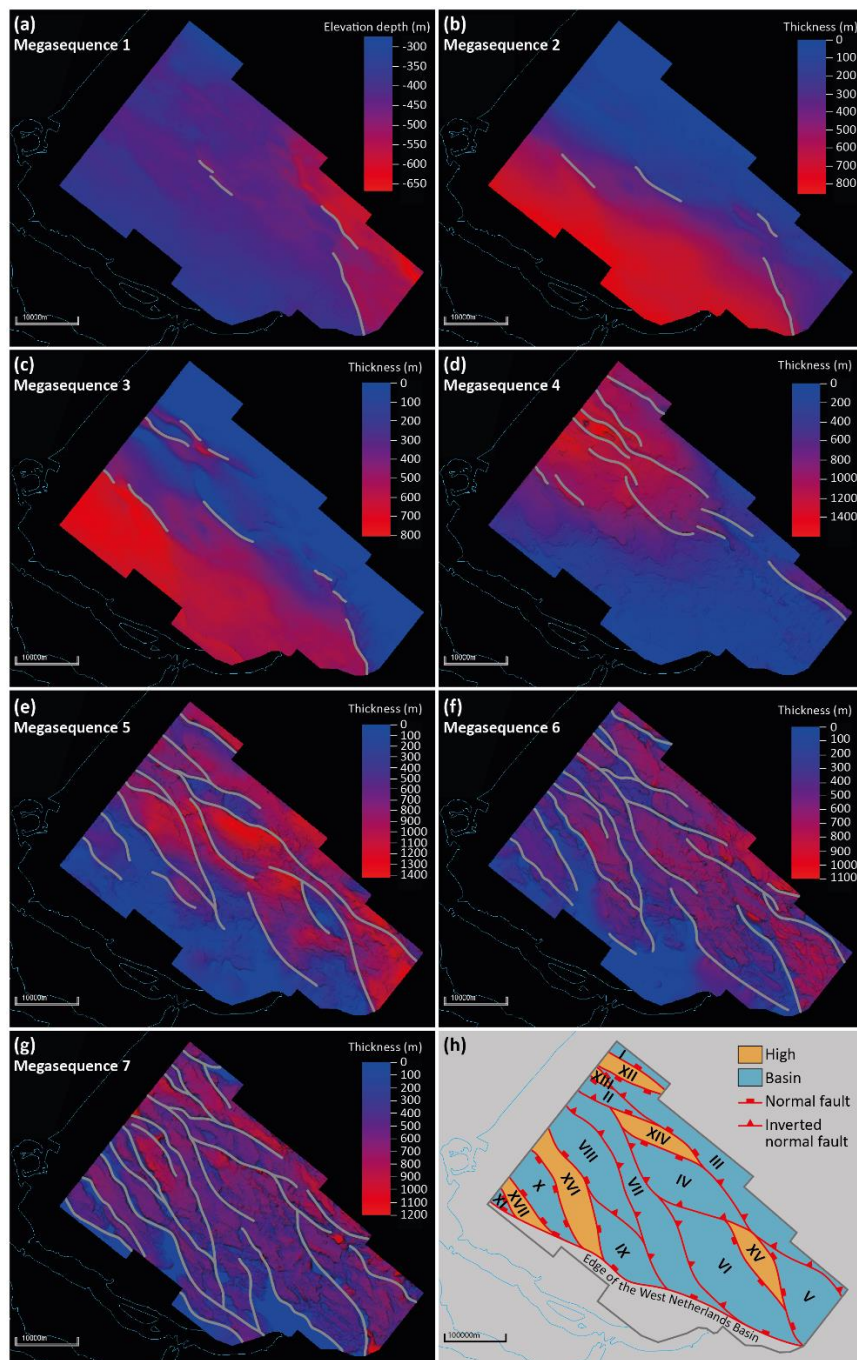 (a)
Megasequence 1
Elevation depth (m)
-300
-350
-400
-450
-500
-550
-600
-650
10000m
(b)
Megasequence 2
Thickness (m)
0
100
200
300
400
500
600
700
800
10000m
(c)
Megasequence 3
Thickness (m)
0
100
200
300
400
500
600
700
800
10000m
(d)
Megasequence 4
Thickness (m)
0
200
400
600
800
1000
1200
1400
10000m
(e)
Megasequence 5
Thickness (m)
0
100
200
300
400
500
600
700
800
900
1000
1100
1200
1300
1400
10000m
(f)
Megasequence 6
Thickness (m)
0
100
200
300
400
500
600
700
800
900
1000
1100
10000m
(g)
Megasequence 7
Thickness (m)
0
100
200
300
400
500
600
700
800
900
1000
1100
1200
10000m
(h)
High
Basin
Normal fault
Inverted
normal fault
I
XII
XIII
II
XIV
III
VIII
VII
IV
X
XVI
XI
XVII
IX
VI
XV
V
Edge of the West Netherlands Basin
100000m